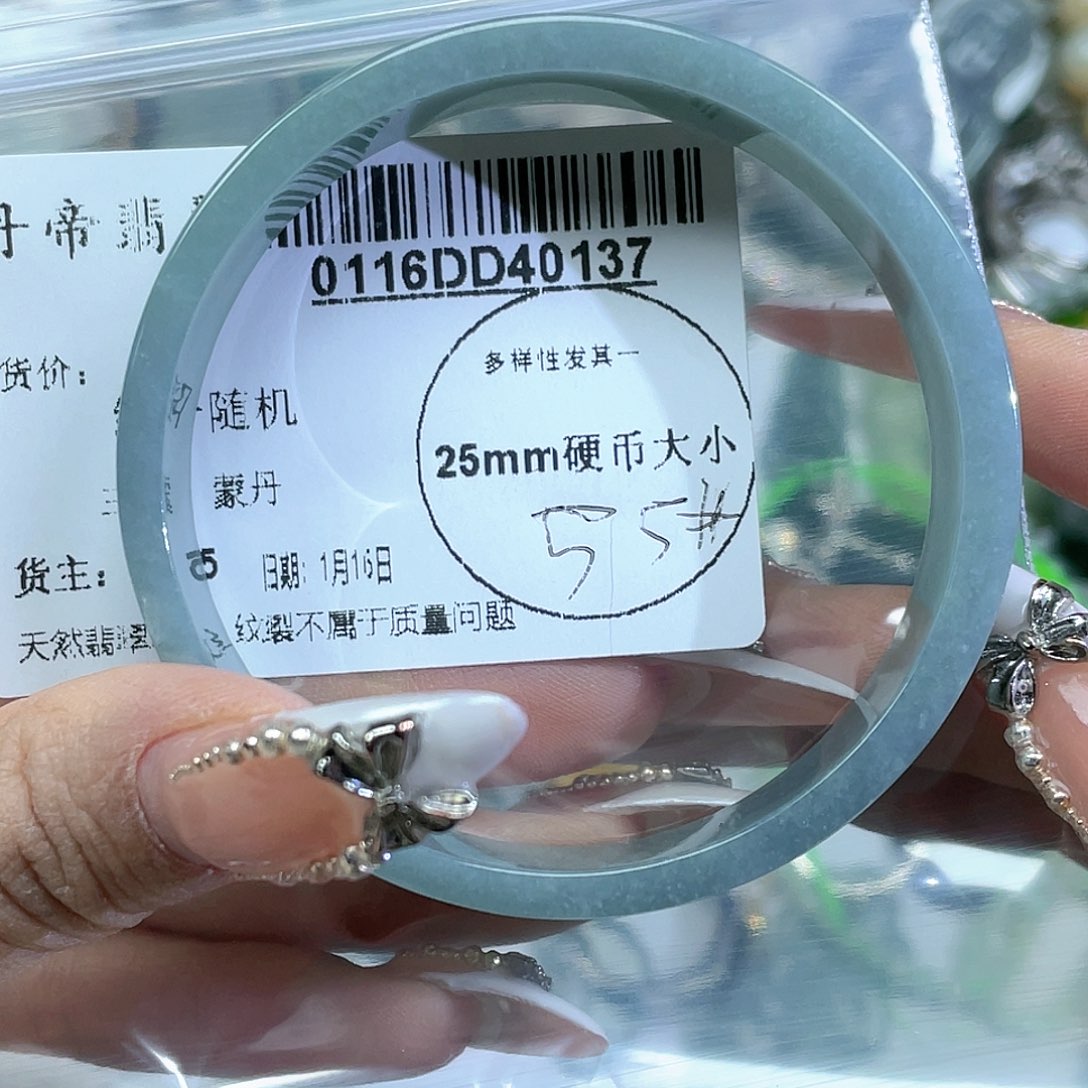 丹帝翡
0116DD40137
多样性发其一
货价：
随机
25mm硬币大小
蒙丹
55#
货主：
5 日期：1月16日
天然翡翠
纹裂不属于质量问题